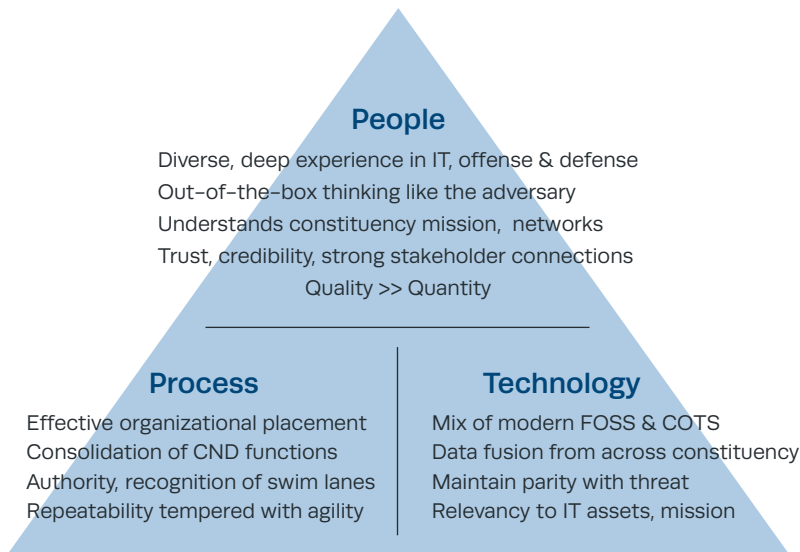 People
Diverse, deep experience in IT, offense & defense
Out-of-the-box thinking like the adversary
Understands constituency mission, networks
Trust, credibility, strong stakeholder connections
Quality >> Quantity
Process
Effective organizational placement
Consolidation of CND functions
Authority, recognition of swim lanes
Repeatability tempered with agility
Technology
Mix of modern FOSS & COTS
Data fusion from across constituency
Maintain parity with threat
Relevancy to IT assets, mission